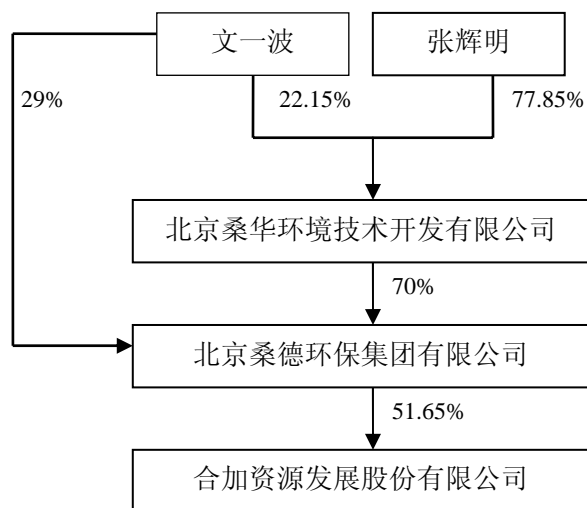 文一波
张辉明
29%
22.15%
77.85%
北京桑华环境技术开发有限公司
70%
北京桑德环保集团有限公司
51.65%
合加资源发展股份有限公司